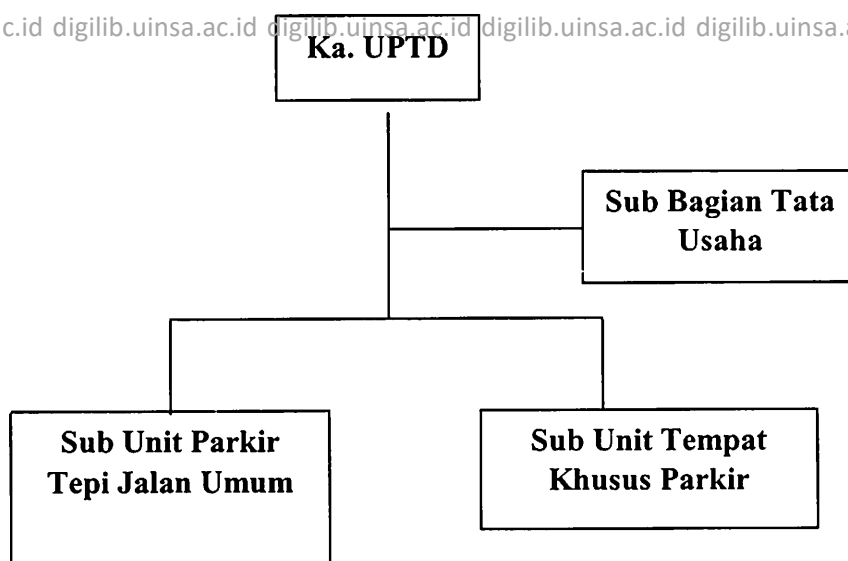 c.id digilib.uinsa.ac.id digilib.uinsa.ac.id digilib.uinsa.ac.id digilib.uinsa.a
Ka. UPTD
Sub Bagian Tata
Usaha
Sub Unit Parkir
Tepi Jalan Umum
Sub Unit Tempat
Khusus Parkir